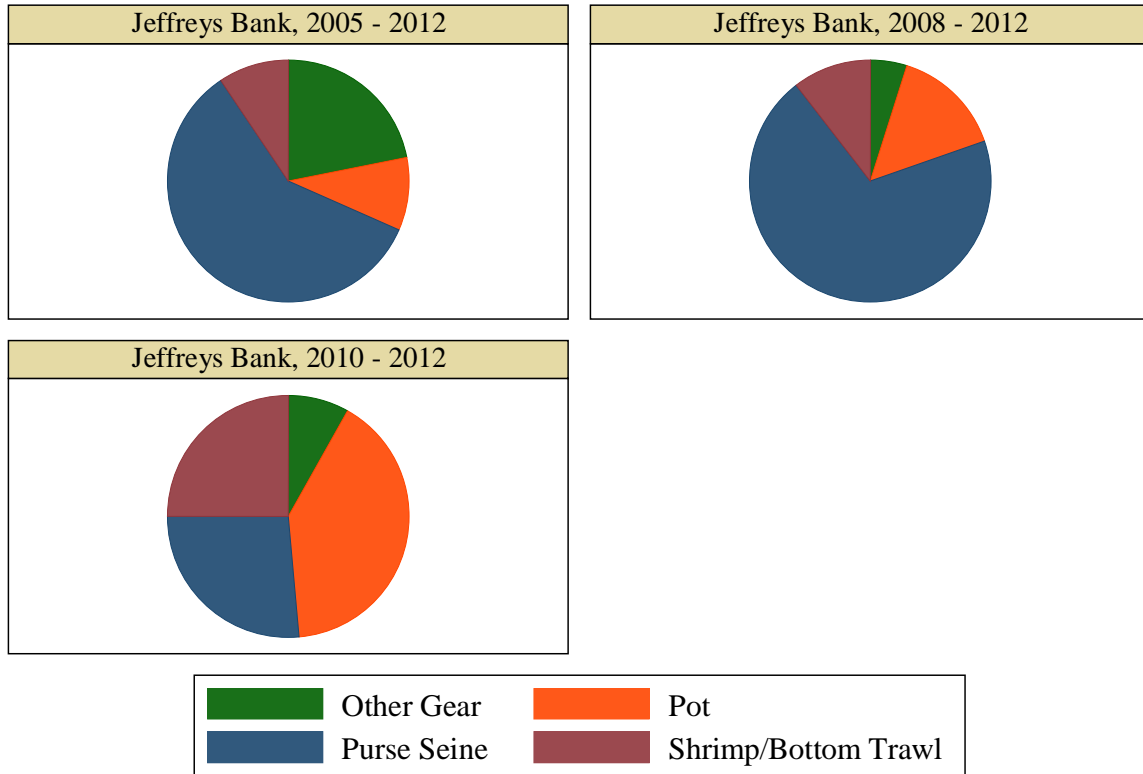 Jeffreys Bank, 2005 - 2012
Jeffreys Bank, 2008 - 2012
Jeffreys Bank, 2010 - 2012
Other Gear
Pot
Purse Seine
Shrimp/Bottom Trawl